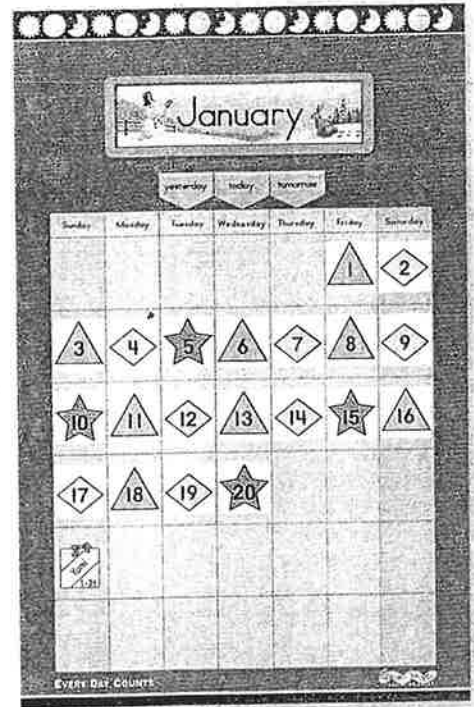 January
yesterday today tomorrow
Sunday Monday Tuesday Wednesday Thursday Friday Saturday
1 2
3 4 5 6 7 8 9
10 11 12 13 14 15 16
17 18 19 20
1-31
EVERY DAY COUNTS